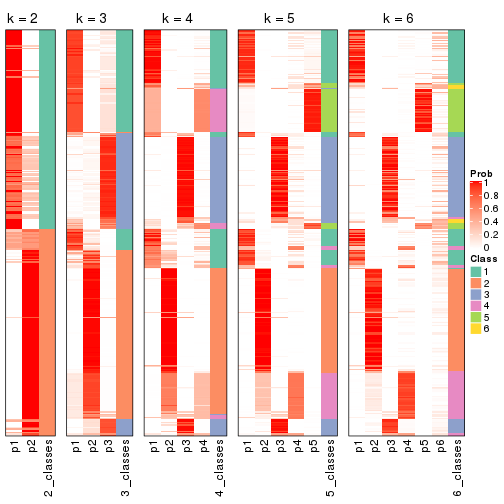 k = 2
k = 3
k = 4
k = 5
k = 6
Prob
1
0.8
0.6
0.4
0.2
0
Class
1
2
3
4
5
6
p1
p2
2_classes
p1
p2
p3
3_classes
p1
p2
p3
p4
4_classes
p1
p2
p3
p4
p5
5_classes
p1
p2
p3
p4
p5
p6
6_classes